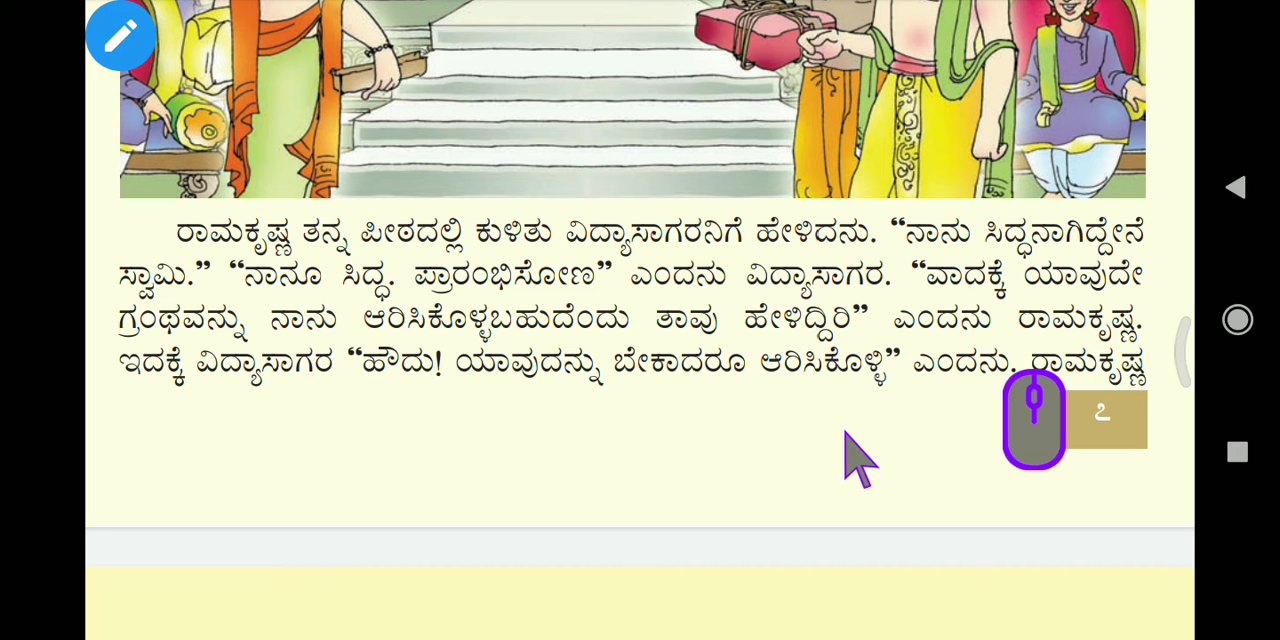 ರಾಮಕೃಷ್ಣ ತನ್ನ ಪೀಠದಲ್ಲಿ ಕುಳಿತು ವಿದ್ಯಾಸಾಗರನಿಗೆ ಹೇಳಿದನು. “ನಾನು ಸಿದ್ಧನಾಗಿದ್ದೇನೆ
ಸ್ವಾಮಿ.” “ನಾನೂ ಸಿದ್ಧ. ಪ್ರಾರಂಭಿಸೋಣ” ಎಂದನು ವಿದ್ಯಾಸಾಗರ. “ವಾದಕ್ಕೆ ಯಾವುದೇ
ಗ್ರಂಥವನ್ನು ನಾನು ಆರಿಸಿಕೊಳ್ಳಬಹುದೆಂದು ತಾವು ಹೇಳಿದ್ದಿರಿ” ಎಂದನು ರಾಮಕೃಷ್ಣ.
ಇದಕ್ಕೆ ವಿದ್ಯಾಸಾಗರ “ಹೌದು! ಯಾವುದನ್ನು ಬೇಕಾದರೂ ಆರಿಸಿಕೊಳ್ಳಿ” ಎಂದನು. ರಾಮಕೃಷ್ಣ
೭